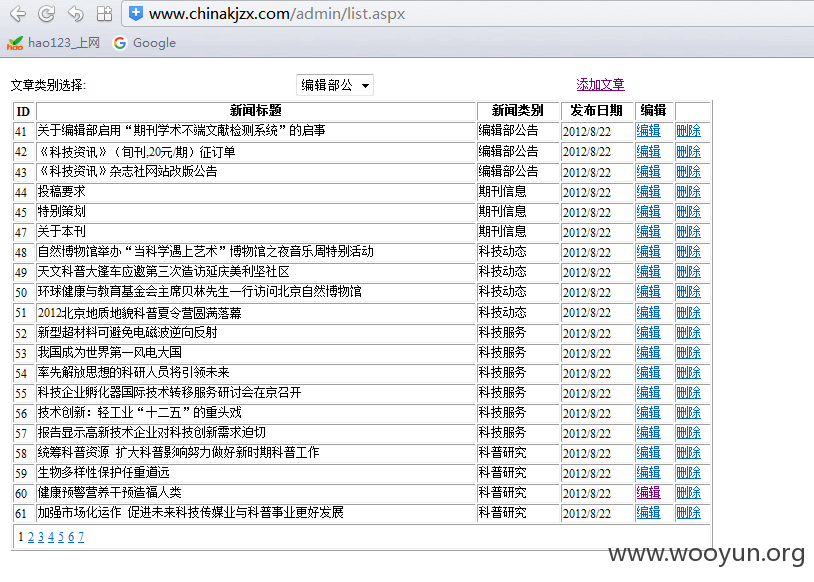 www.chinakjzx.com/admin/list.aspx
hao123_上网 Google
文章类别选择: 编辑部公 添加文章
ID 新闻标题 新闻类别 发布日期 编辑
41 关于编辑部启用“期刊学术不端文献检测系统”的启事 编辑部公告 2012/8/22 编辑 删除
42 《科技资讯》（旬刊,20元/期）征订单 编辑部公告 2012/8/22 编辑 删除
43 《科技资讯》杂志社网站改版公告 编辑部公告 2012/8/22 编辑 删除
44 投稿要求 期刊信息 2012/8/22 编辑 删除
45 特别策划 期刊信息 2012/8/22 编辑 删除
47 关于本刊 期刊信息 2012/8/22 编辑 删除
48 自然博物馆举办“当科学遇上艺术”博物馆之夜音乐周特别活动 科技动态 2012/8/22 编辑 删除
49 天文科普大篷车应邀第三次造访延庆美利坚社区 科技动态 2012/8/22 编辑 删除
50 环球健康与教育基金会主席贝林先生一行访问北京自然博物馆 科技动态 2012/8/22 编辑 删除
51 2012北京地质地貌科普夏令营圆满落幕 科技动态 2012/8/22 编辑 删除
52 新型超材料可避免电磁波逆向反射 科技服务 2012/8/22 编辑 删除
53 我国成为世界第一风电大国 科技服务 2012/8/22 编辑 删除
54 率先解放思想的科研人员将引领未来 科技服务 2012/8/22 编辑 删除
55 科技企业孵化器国际技术转移服务研讨会在京召开 科技服务 2012/8/22 编辑 删除
56 技术创新：轻工业“十二五”的重头戏 科技服务 2012/8/22 编辑 删除
57 报告显示高新技术企业对科技创新需求迫切 科技服务 2012/8/22 编辑 删除
58 统筹科普资源 扩大科普影响努力做好新时期科普工作 科普研究 2012/8/22 编辑 删除
59 生物多样性保护任重道远 科普研究 2012/8/22 编辑 删除
60 健康预警营养干预造福人类 科普研究 2012/8/22 编辑 删除
61 加强市场化运作 促进未来科技传媒业与科普事业更好发展 科普研究 2012/8/22 编辑 删除
1 2 3 4 5 6 7
www.wooyun.org